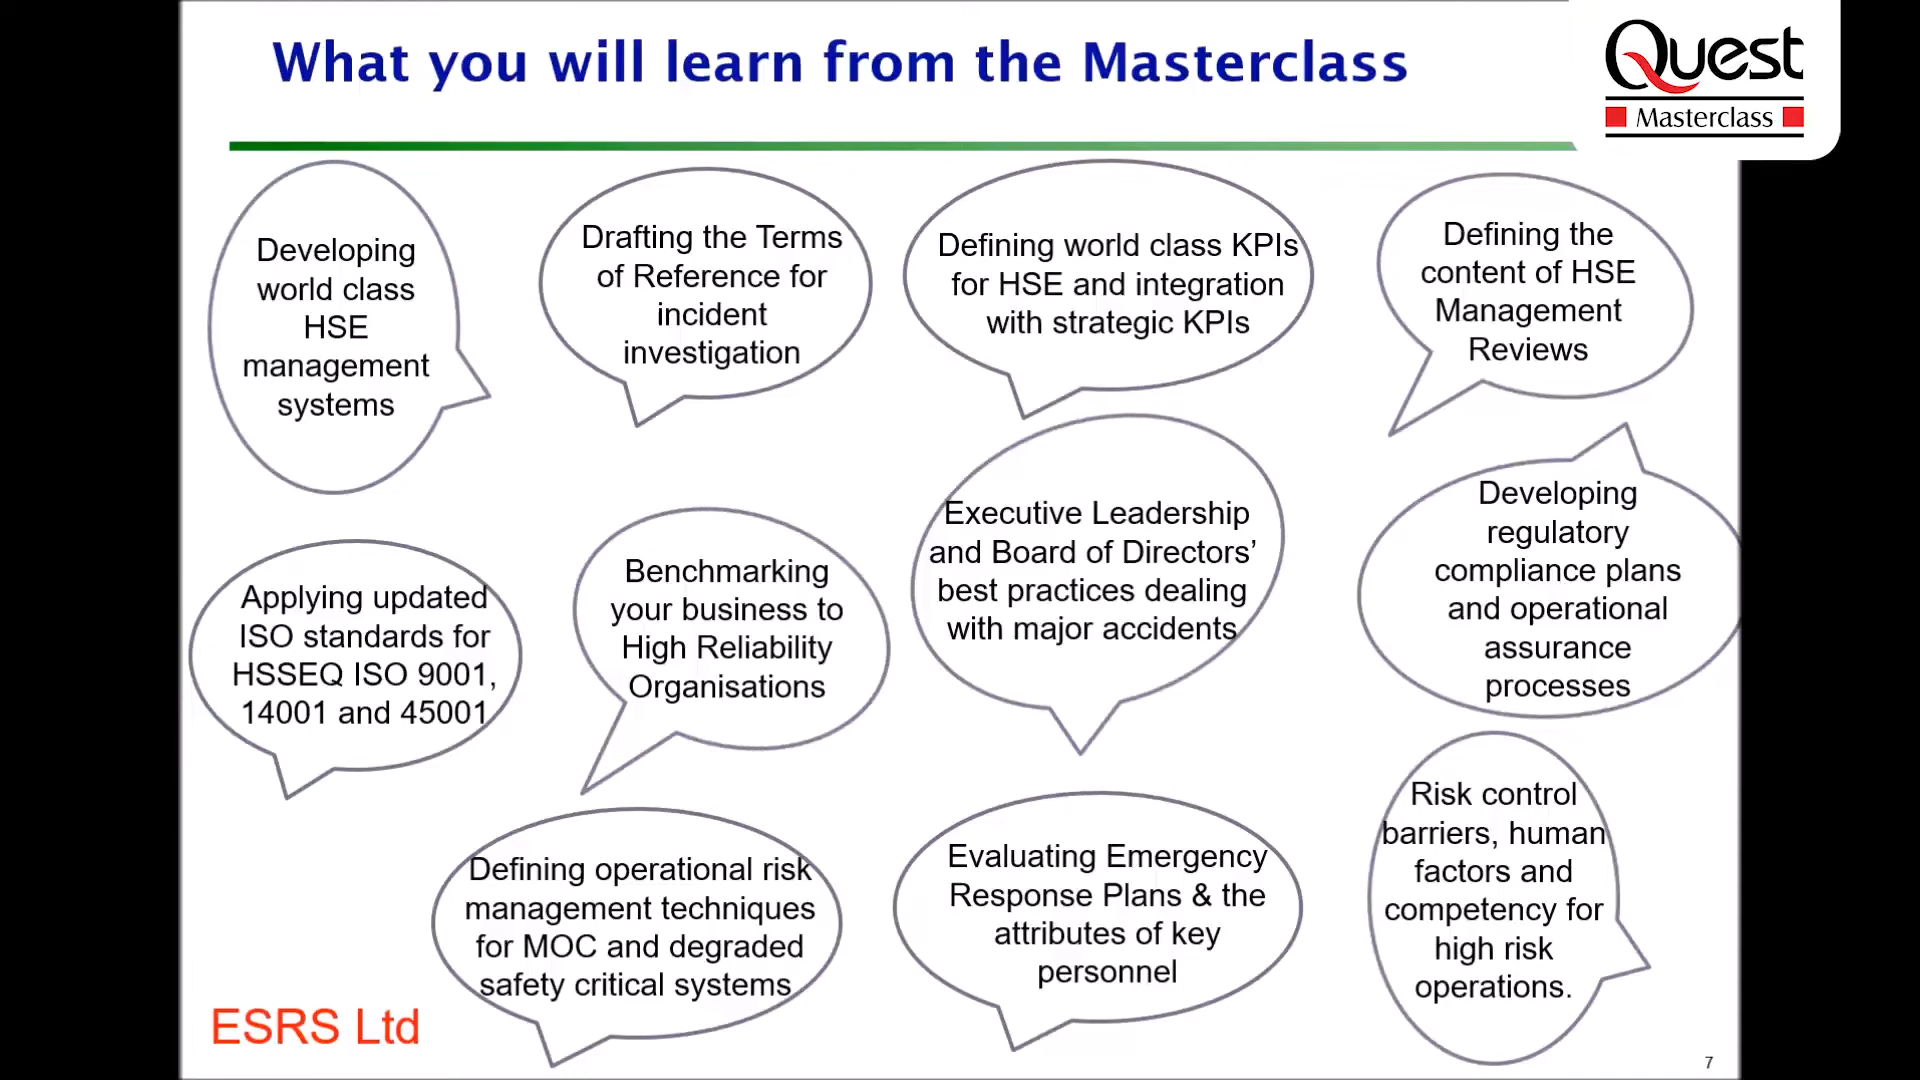 What you will learn from the Masterclass
Quest
Masterclass
Developing
world class
HSE
management
systems
Drafting the Terms
of Reference for
incident
investigation
Defining world class KPIs
for HSE and integration
with strategic KPIs
Defining the
content of HSE
Management
Reviews
Applying updated
ISO standards for
HSSEQ ISO 9001,
14001 and 45001
Benchmarking
your business to
High Reliability
Organisations
Executive Leadership
and Board of Directors’
best practices dealing
with major accidents
Developing
regulatory
compliance plans
and operational
assurance
processes
Defining operational risk
management techniques
for MOC and degraded
safety critical systems
Evaluating Emergency
Response Plans & the
attributes of key
personnel
Risk control
barriers, human
factors and
competency for
high risk
operations.
ESRS Ltd
7